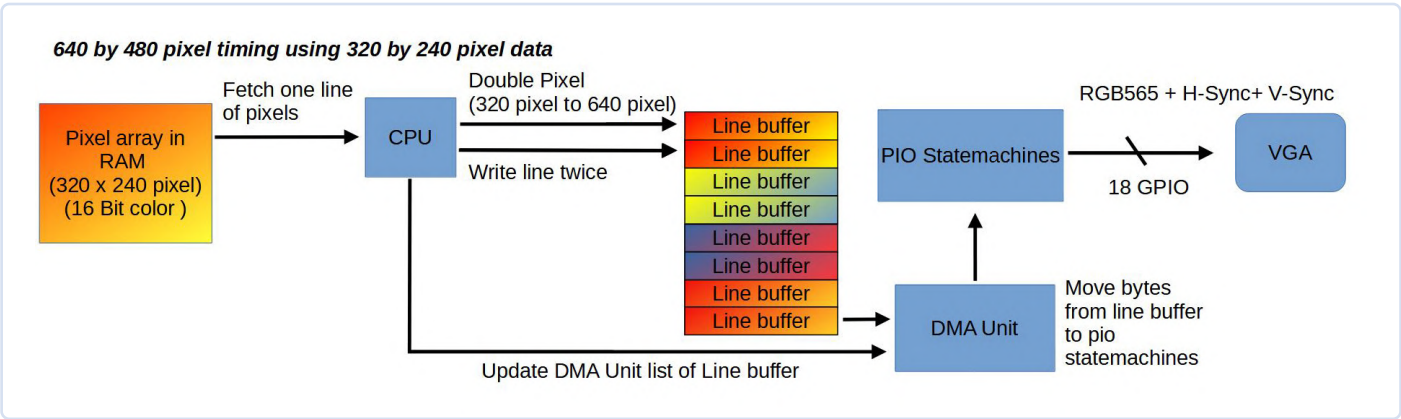 640 by 480 pixel timing using 320 by 240 pixel data
Pixel array in
RAM
(320 x 240 pixel)
(16 Bit color )
Fetch one line
of pixels
CPU
Double Pixel
(320 pixel to 640 pixel)
Write line twice
Line buffer
Line buffer
Line buffer
Line buffer
Line buffer
Line buffer
Line buffer
Line buffer
Update DMA Unit list of Line buffer
PIO Statemachines
DMA Unit
Move bytes
from line buffer
to pio
statemachines
RGB565 + H-Sync+ V-Sync
18 GPIO
VGA